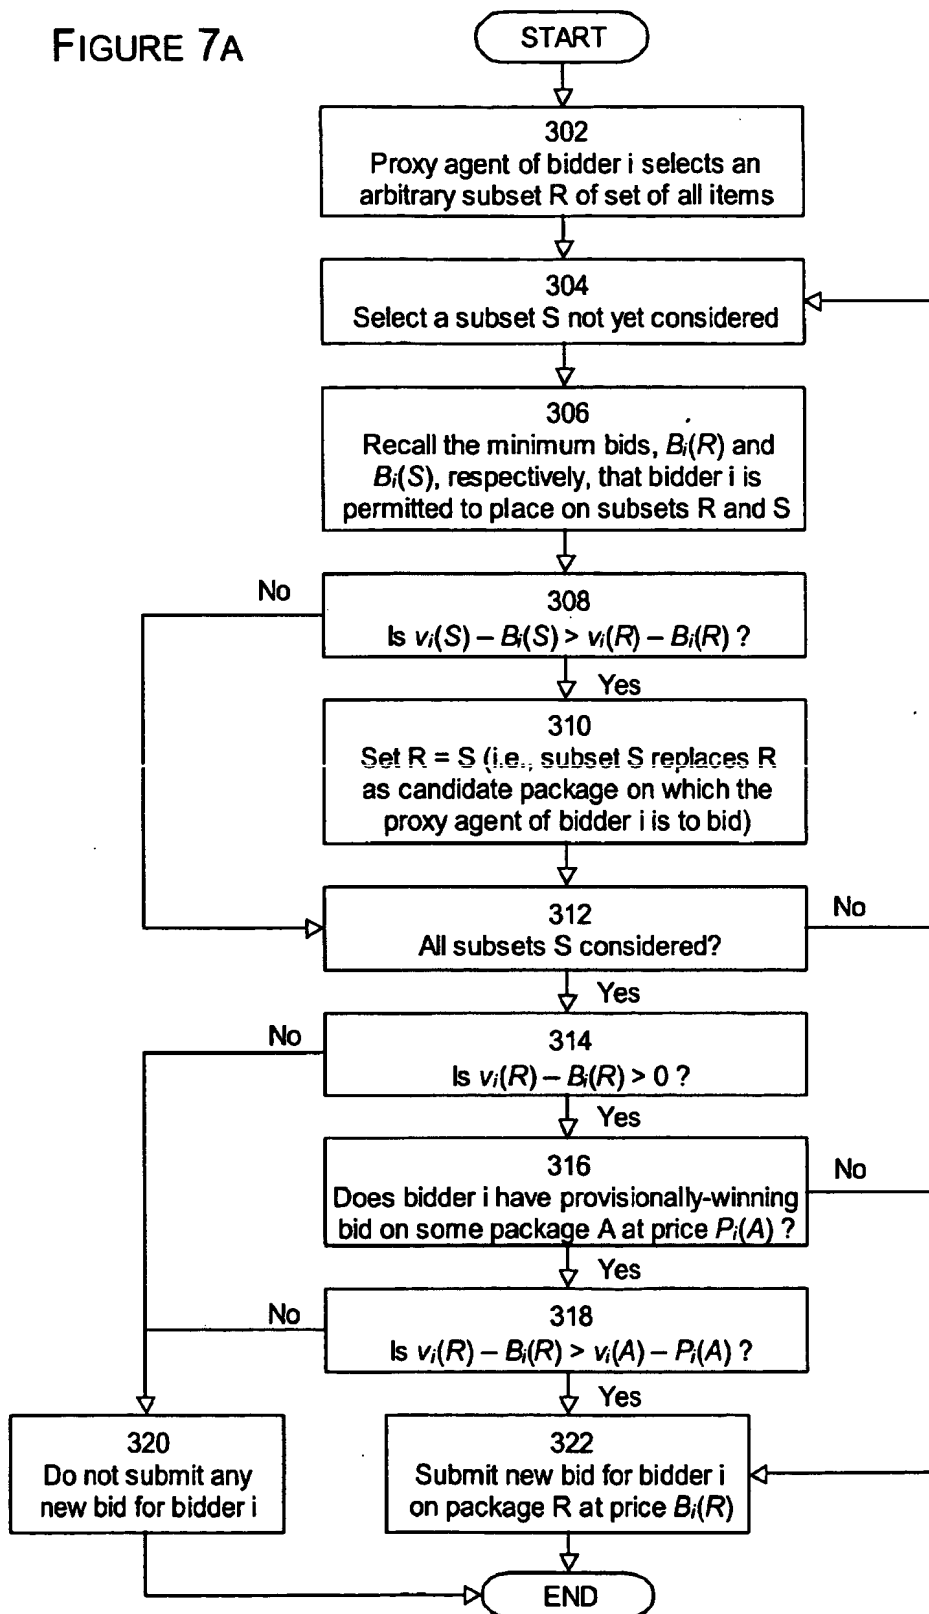 FIGURE 7A
START
302
Proxy agent of bidder i selects an
arbitrary subset R of set of all items
304
Select a subset S not yet considered
306
Recall the minimum bids, Bi(R) and
Bi(S), respectively, that bidder i is
permitted to place on subsets R and S
No
308
Is vi(S) – Bi(S) > vi(R) – Bi(R) ?
Yes
310
Set R = S (i.e., subset S replaces R
as candidate package on which the
proxy agent of bidder i is to bid)
312
All subsets S considered?
No
Yes
No
314
Is vi(R) – Bi(R) > 0 ?
Yes
316
Does bidder i have provisionally-winning
bid on some package A at price Pi(A) ?
No
Yes
No
318
Is vi(R) – Bi(R) > vi(A) – Pi(A) ?
Yes
320
Do not submit any
new bid for bidder i
322
Submit new bid for bidder i
on package R at price Bi(R)
END